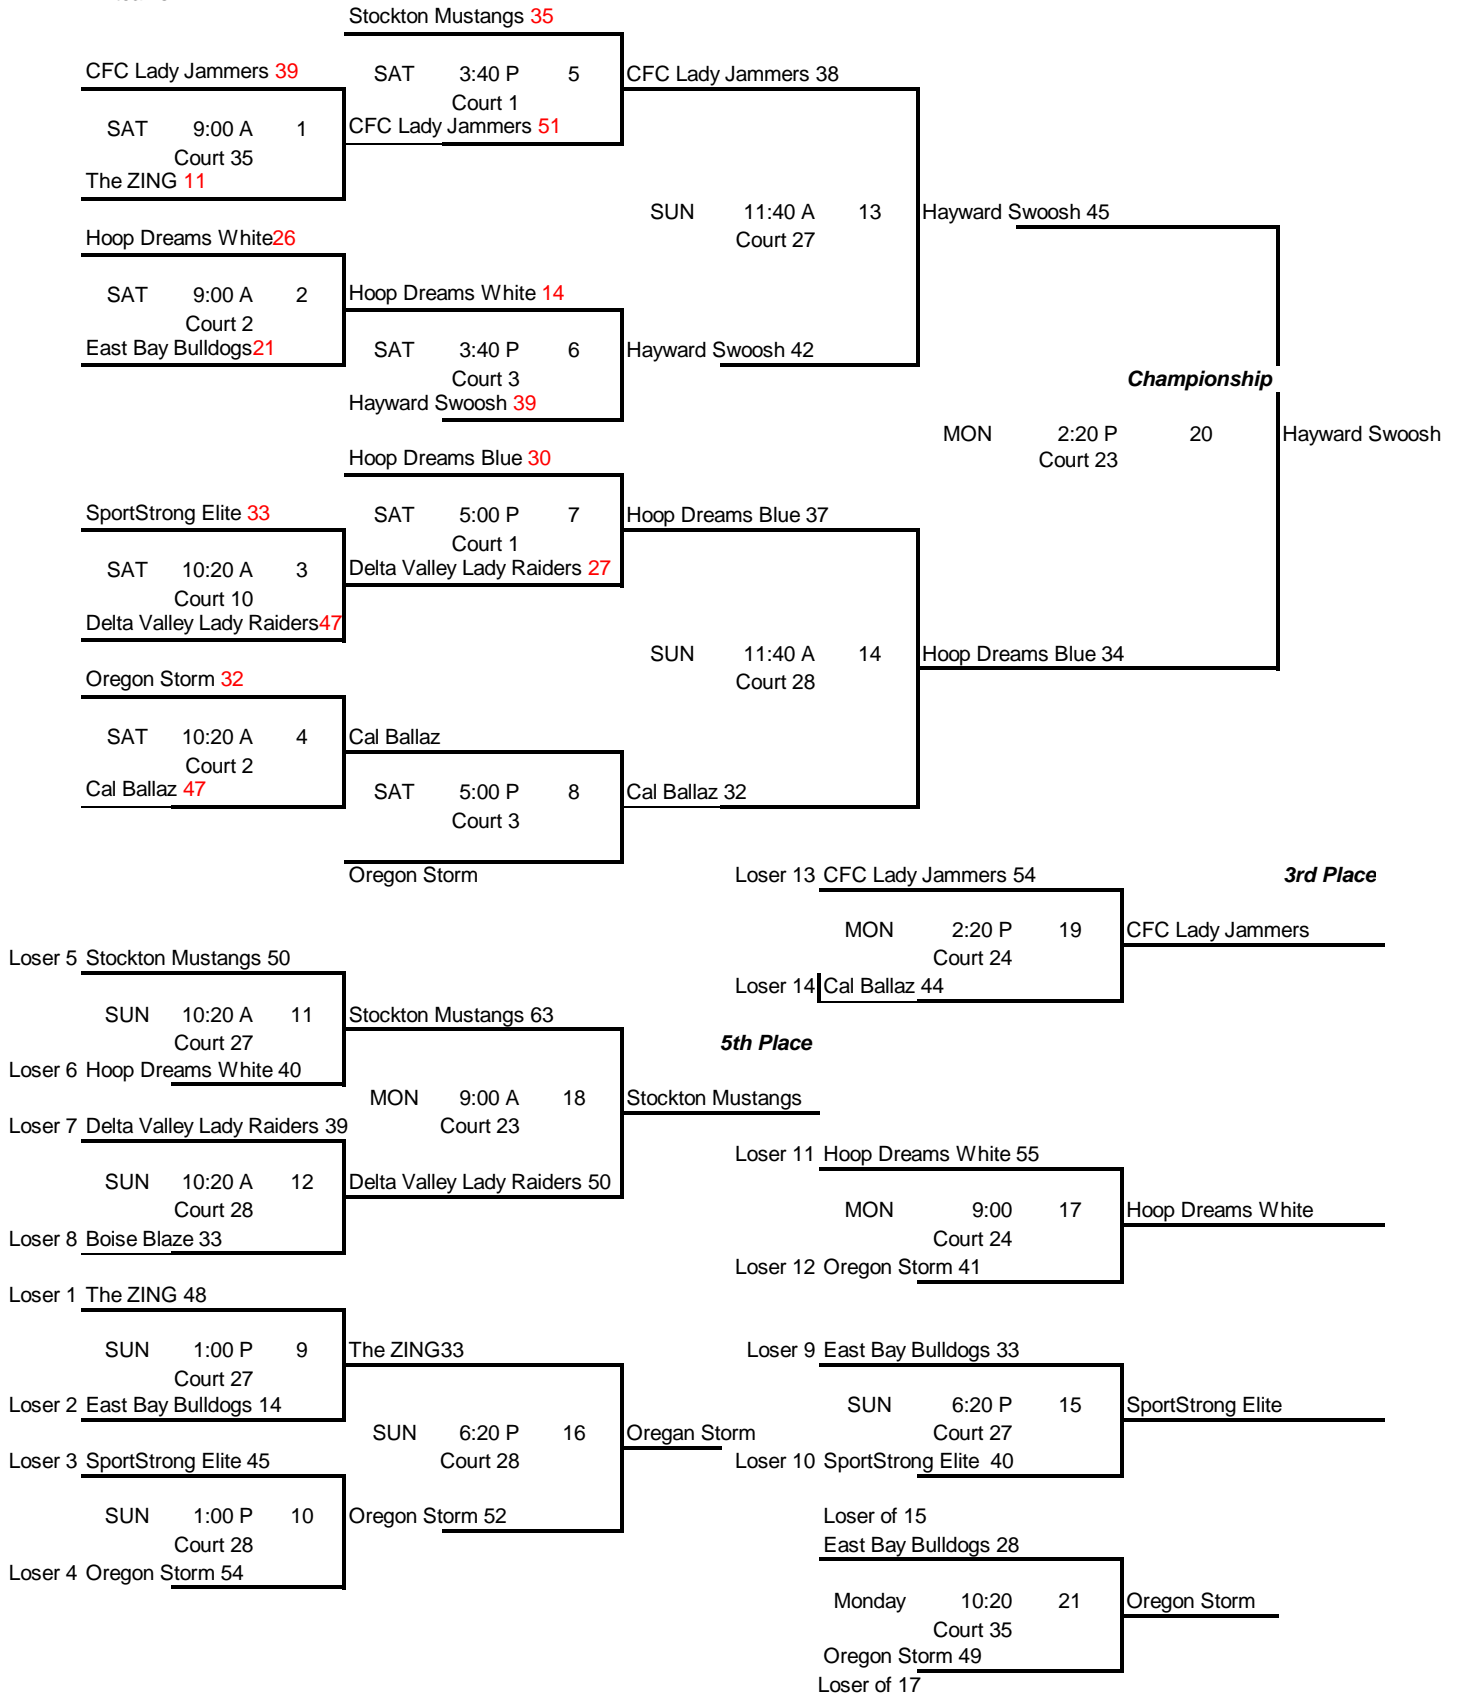 Stockton Mustangs 35
CFC Lady Jammers 39
SAT 3:40 P 5 CFC Lady Jammers 38
Court 1
SAT 9:00 A 1 CFC Lady Jammers 51
Court 35
The ZING 11
SUN 11:40 A 13 Hayward Swoosh 45
Court 27
Hoop Dreams White26
SAT 9:00 A 2 Hoop Dreams White 14
Court 2
East Bay Bulldogs21 SAT 3:40 P 6 Hayward Swoosh 42
Court 3 Championship
Hayward Swoosh 39
MON 2:20 P 20 Hayward Swoosh
Court 23
Hoop Dreams Blue 30
SportStrong Elite 33 SAT 5:00 P 7 Hoop Dreams Blue 37
Court 1
SAT 10:20 A 3 Delta Valley Lady Raiders 27
Court 10
Delta Valley Lady Raiders47
SUN 11:40 A 14 Hoop Dreams Blue 34
Court 28
Oregon Storm 32
SAT 10:20 A 4 Cal Ballaz
Court 2
Cal Ballaz 47 SAT 5:00 P 8 Cal Ballaz 32
Court 3
Oregon Storm Loser 13 CFC Lady Jammers 54 3rd Place
MON 2:20 P 19 CFC Lady Jammers
Court 24
Loser 5 Stockton Mustangs 50
Loser 14 Cal Ballaz 44
SUN 10:20 A 11 Stockton Mustangs 63
Court 27 5th Place
Loser 6 Hoop Dreams White 40
MON 9:00 A 18 Stockton Mustangs
Court 23
Loser 7 Delta Valley Lady Raiders 39
Loser 11 Hoop Dreams White 55
SUN 10:20 A 12 Delta Valley Lady Raiders 50
Court 28 MON 9:00 17 Hoop Dreams White
Court 24
Loser 8 Boise Blaze 33
Loser 12 Oregon Storm 41
Loser 1 The ZING 48
SUN 1:00 P 9 The ZING33 Loser 9 East Bay Bulldogs 33
Court 27
Loser 2 East Bay Bulldogs 14 SUN 6:20 P 15 SportStrong Elite
SUN 6:20 P 16 Oregan Storm Court 27
Court 28
Loser 3 SportStrong Elite 45 Loser 10 SportStrong Elite 40
SUN 1:00 P 10 Oregon Storm 52 Loser of 15
Court 28 East Bay Bulldogs 28
Loser 4 Oregon Storm 54
Monday 10:20 21 Oregon Storm
Court 35
Oregon Storm 49
Loser of 17